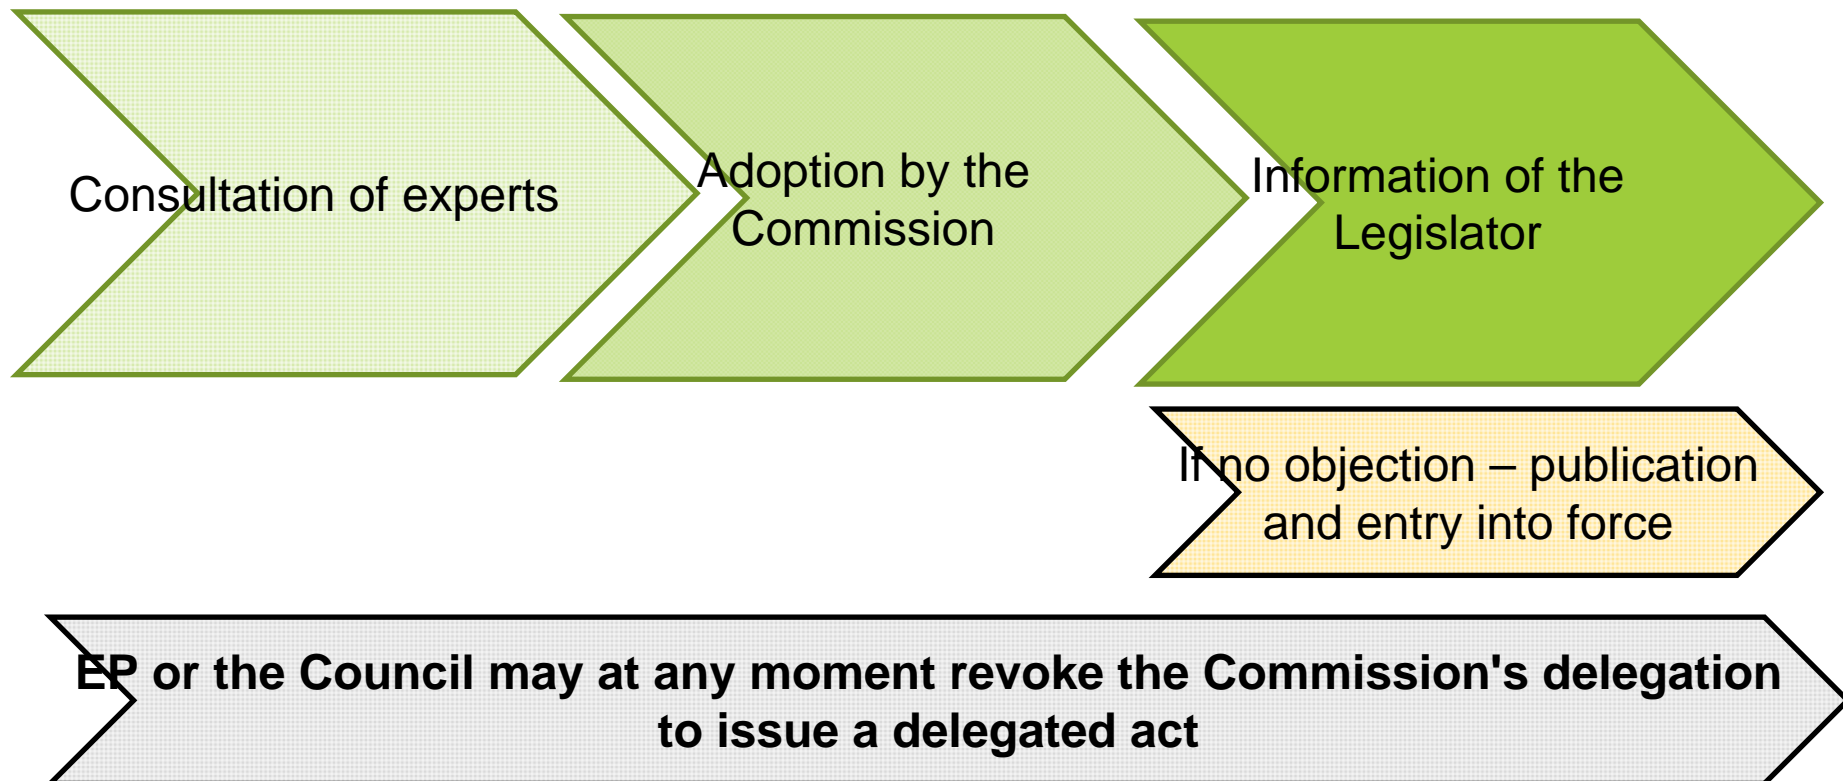 Consultation of experts
Adoption by the
Commission
Information of the
Legislator
If no objection – publication
and entry into force
EP or the Council may at any moment revoke the Commission's delegation
to issue a delegated act